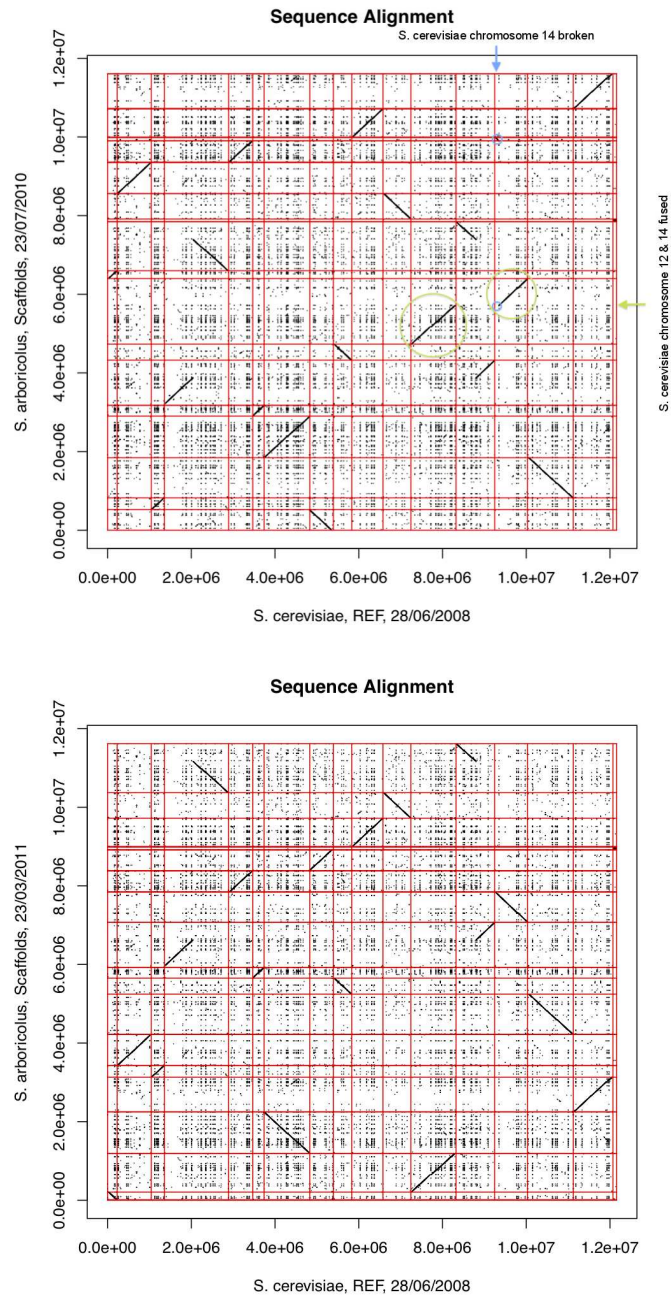 Sequence Alignment
S. cerevisiae chromosome 14 broken
S. arboricolus, Scaffolds, 23/07/2010
1.2e+07
1.0e+07
8.0e+06
6.0e+06
4.0e+06
2.0e+06
0.0e+00
S. cerevisiae chromosome 12 & 14 fused
0.0e+00 2.0e+06 4.0e+06 6.0e+06 8.0e+06 1.0e+07 1.2e+07
S. cerevisiae, REF, 28/06/2008
Sequence Alignment
S. arboricolus, Scaffolds, 23/03/2011
1.2e+07
1.0e+07
8.0e+06
6.0e+06
4.0e+06
2.0e+06
0.0e+00
0.0e+00 2.0e+06 4.0e+06 6.0e+06 8.0e+06 1.0e+07 1.2e+07
S. cerevisiae, REF, 28/06/2008